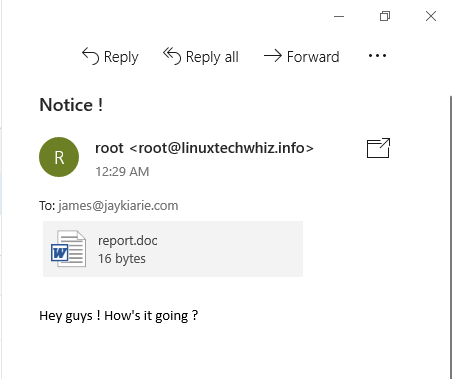 Reply Reply all Forward
Notice !
R
root <root@linuxtechwhiz.info>
12:29 AM
To: james@jaykiarie.com
W
report.doc
16 bytes
Hey guys ! How's it going ?